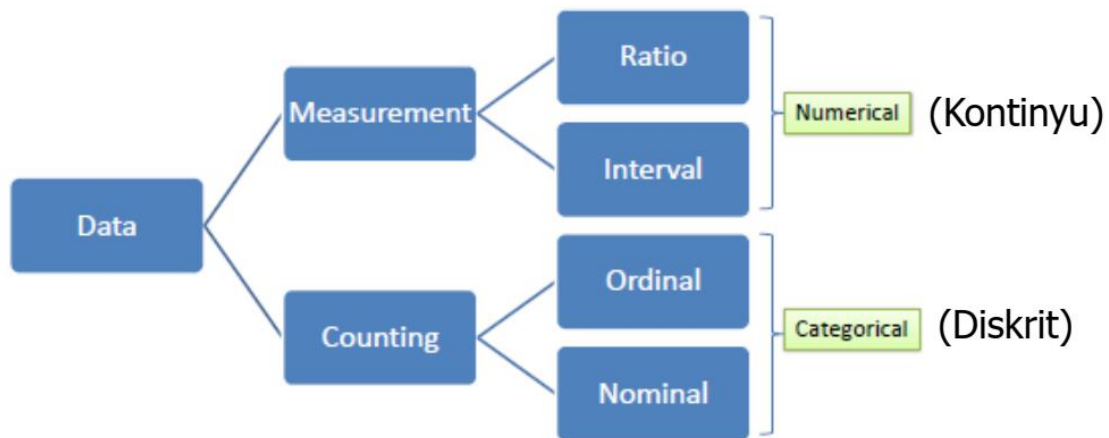 Data
Measurement
Counting
Ratio
Interval
Ordinal
Nominal
Numerical (Kontinyu)
Categorical (Diskrit)